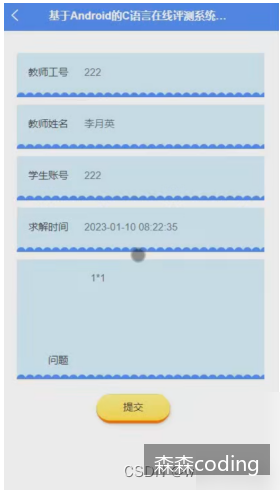 基于Android的C语言在线评测系统...
教师工号 222
教师姓名 李月英
学生账号 222
求解时间 2023-01-10 08:22:35
1*1
问题
提交
CSDN
森森coding